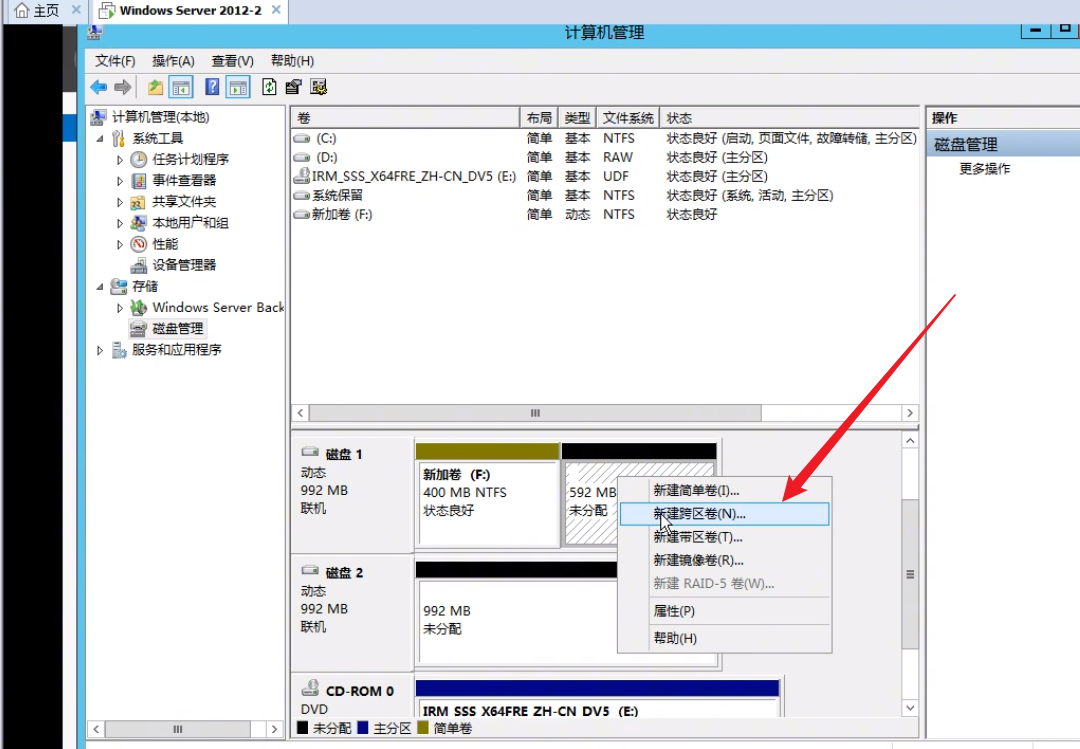 主页
Windows Server 2012-2
计算机管理
文件(F) 操作(A) 查看(V) 帮助(H)
计算机管理(本地)
系统工具
任务计划程序
事件查看器
共享文件夹
本地用户和组
性能
设备管理器
存储
Windows Server Back
磁盘管理
服务和应用程序
卷 布局 类型 文件系统 状态
(C:) 简单 基本 NTFS 状态良好 (启动, 页面文件, 故障转储, 主分区)
(D:) 简单 基本 RAW 状态良好 (主分区)
IRM_SSS_X64FRE_ZH-CN_DV5 (E:) 简单 基本 UDF 状态良好 (主分区)
系统保留 简单 基本 NTFS 状态良好 (系统, 活动, 主分区)
新加卷 (F:) 简单 动态 NTFS 状态良好
操作
磁盘管理
更多操作
磁盘 1
动态
992 MB
联机
新加卷 (F:)
400 MB NTFS
状态良好
592 MB
未分配
新建简单卷(I)...
新建跨区卷(N)...
新建带区卷(T)...
新建镜像卷(R)...
新建 RAID-5 卷(W)...
属性(P)
帮助(H)
磁盘 2
动态
992 MB
联机
992 MB
未分配
CD-ROM 0
DVD
IRM_SSS_X64FRE_ZH-CN_DV5 (E:)
未分配 主分区 简单卷